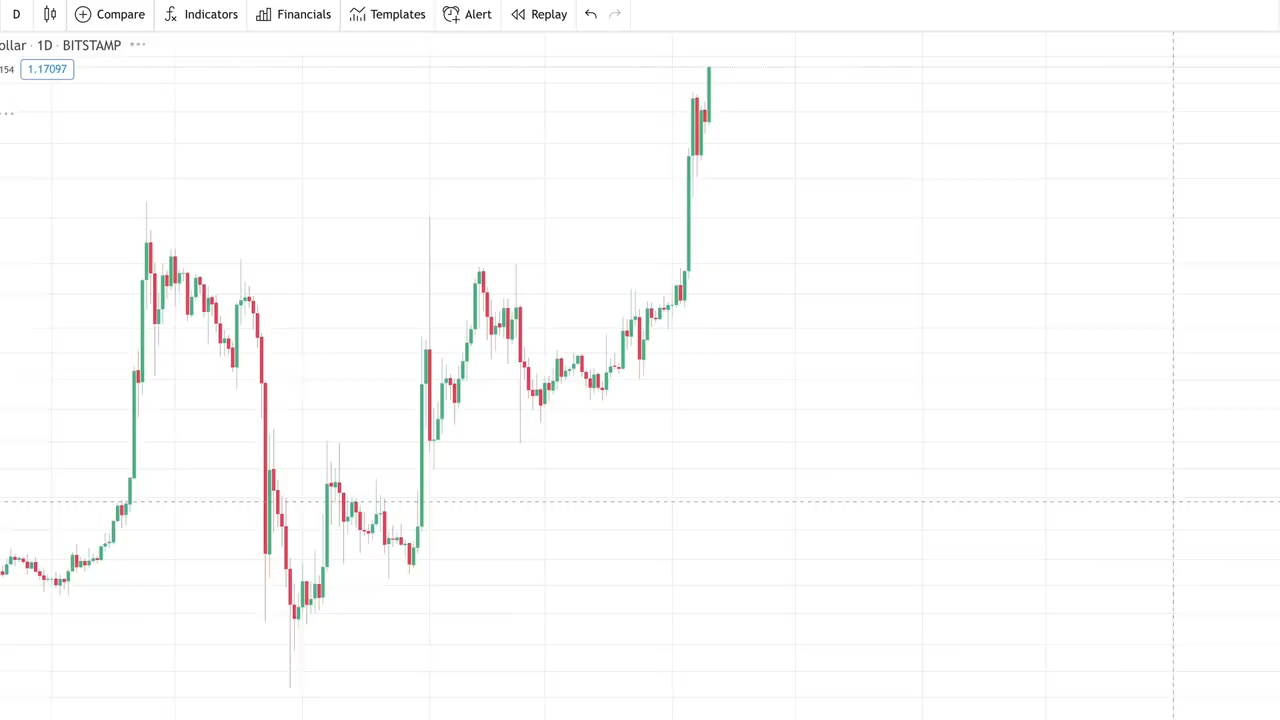 D Compare Indicators Financials Templates Alert Replay
ollar · 1D · BITSTAMP
154 1.17097